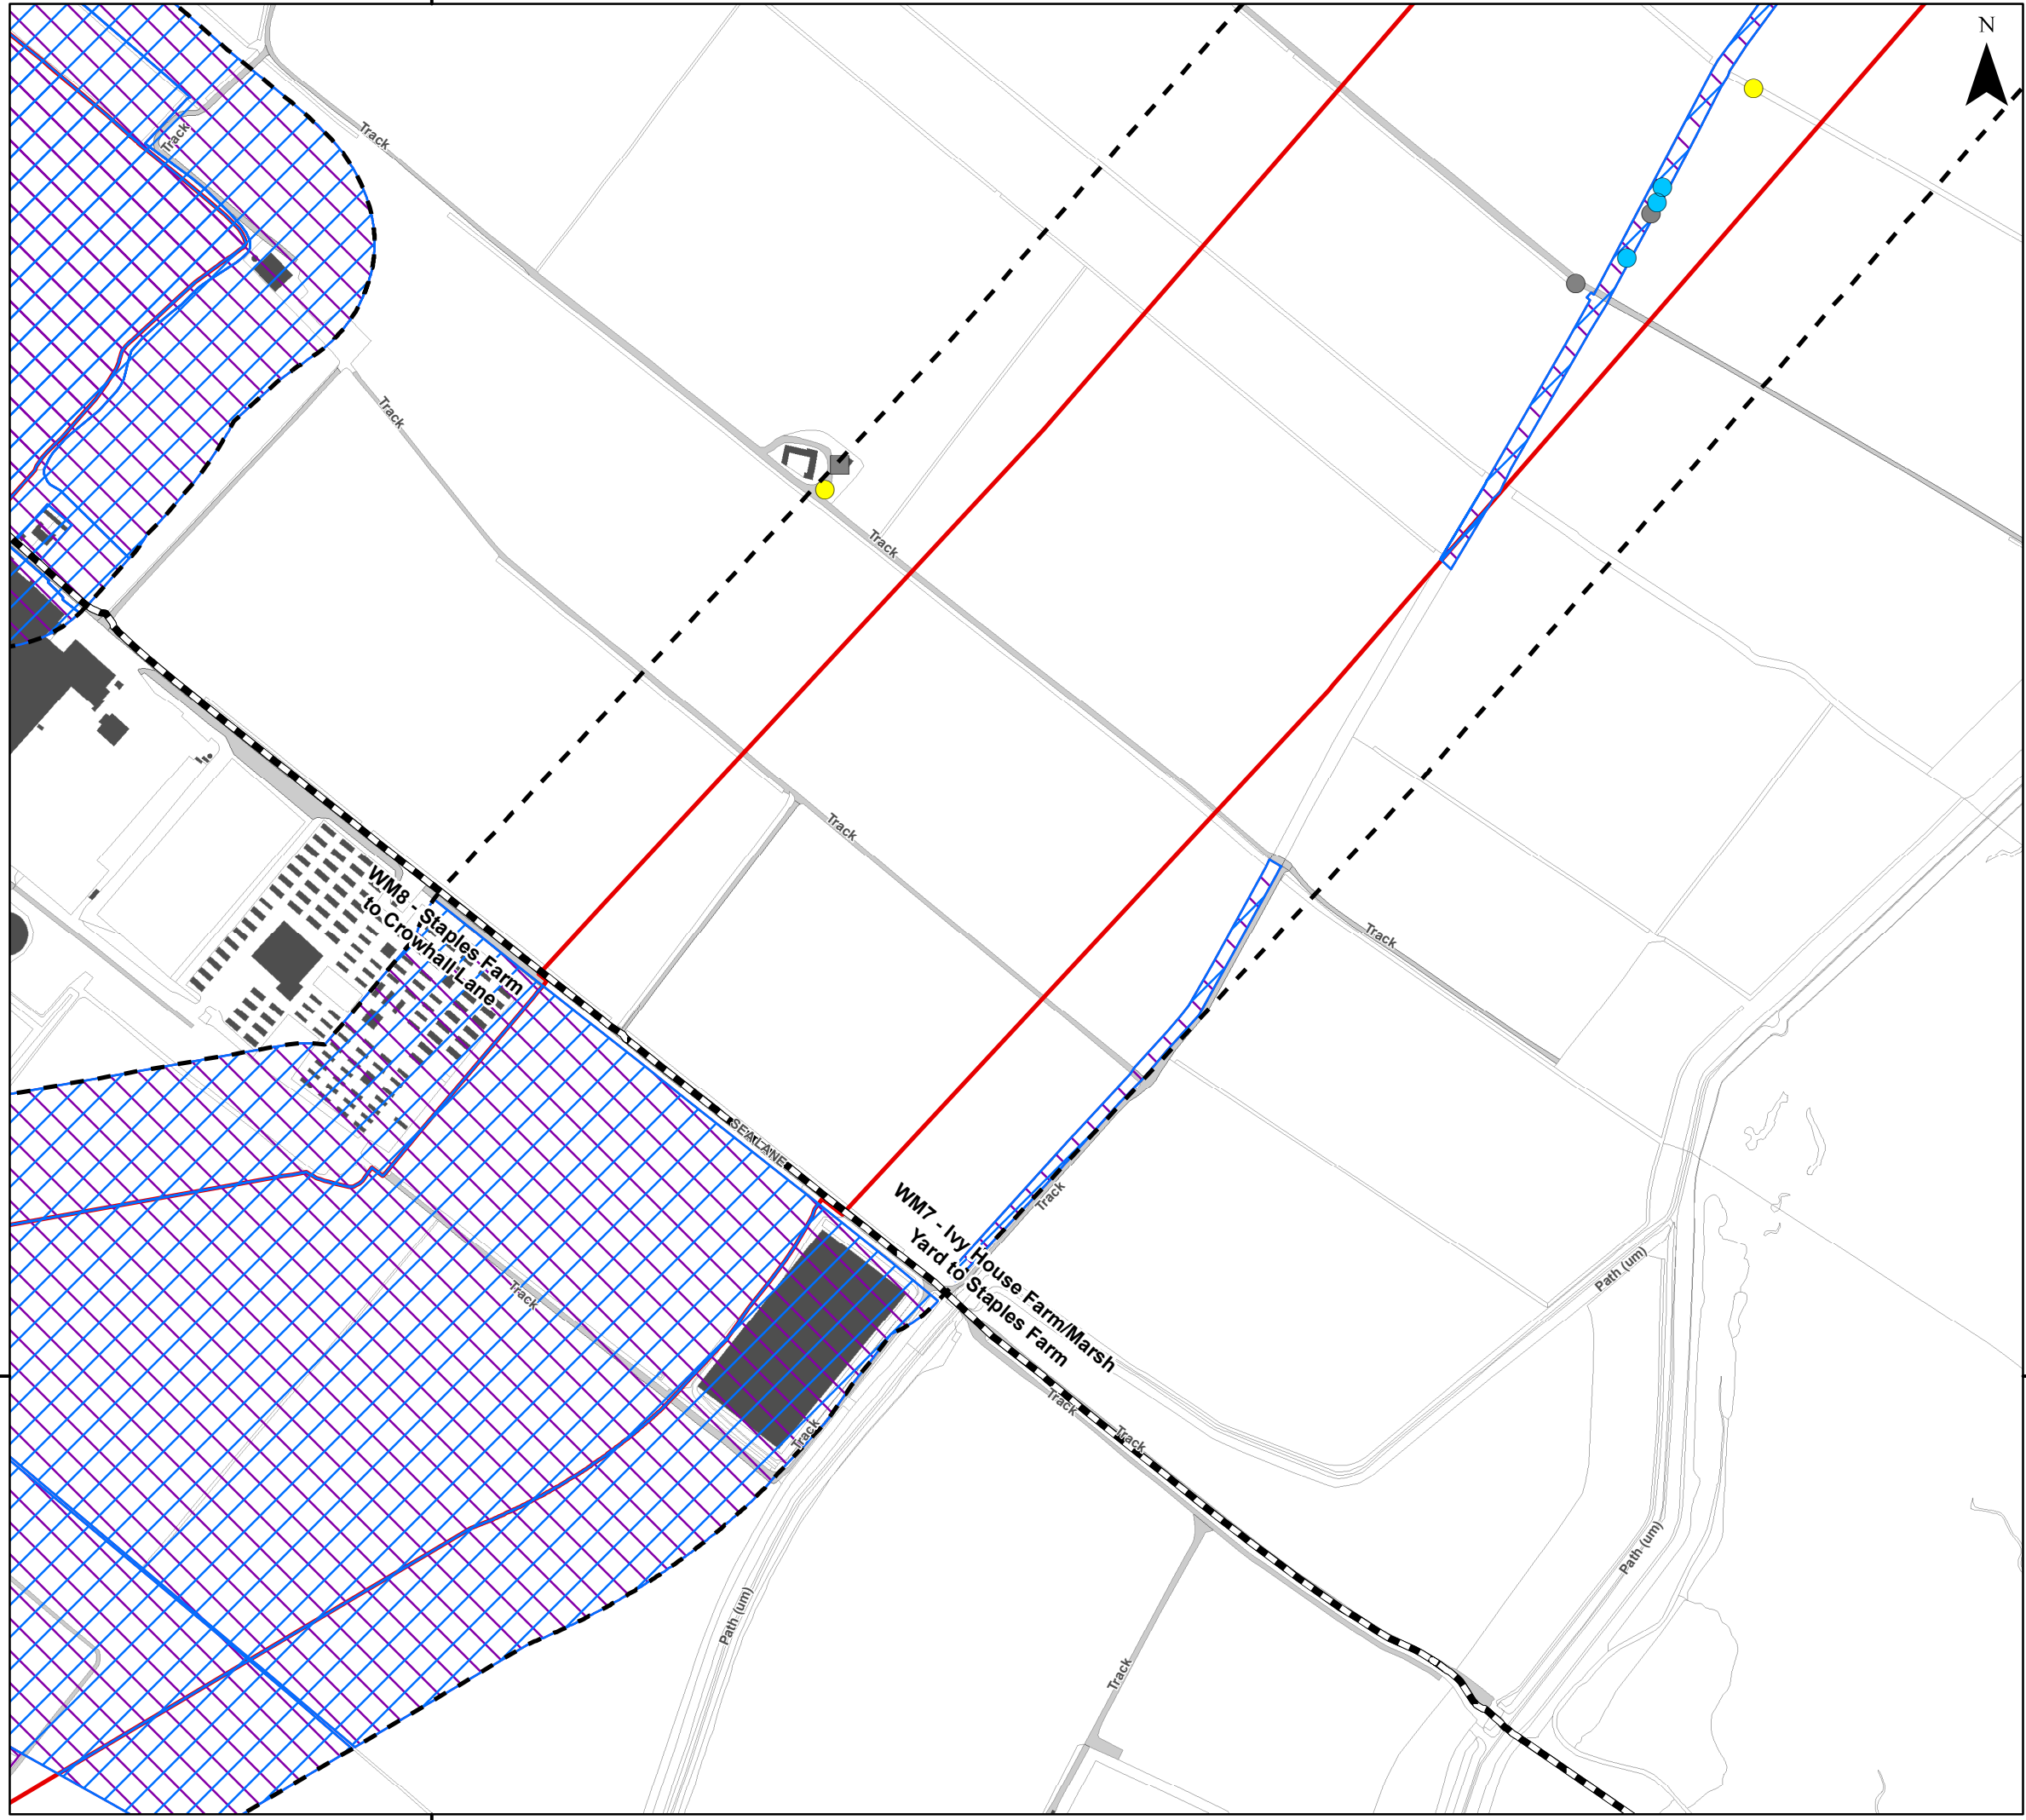 N
Track
Track
Track
Track
Track
WM8 - Staples Farm
to Crowhall Lane
Track
SEA LANE
Track
WM7 - Ivy House Farm/Marsh
Yard to Staples Farm
Path (um)
Track
Track
Track
Track
Path (um)
Path (um)
Track